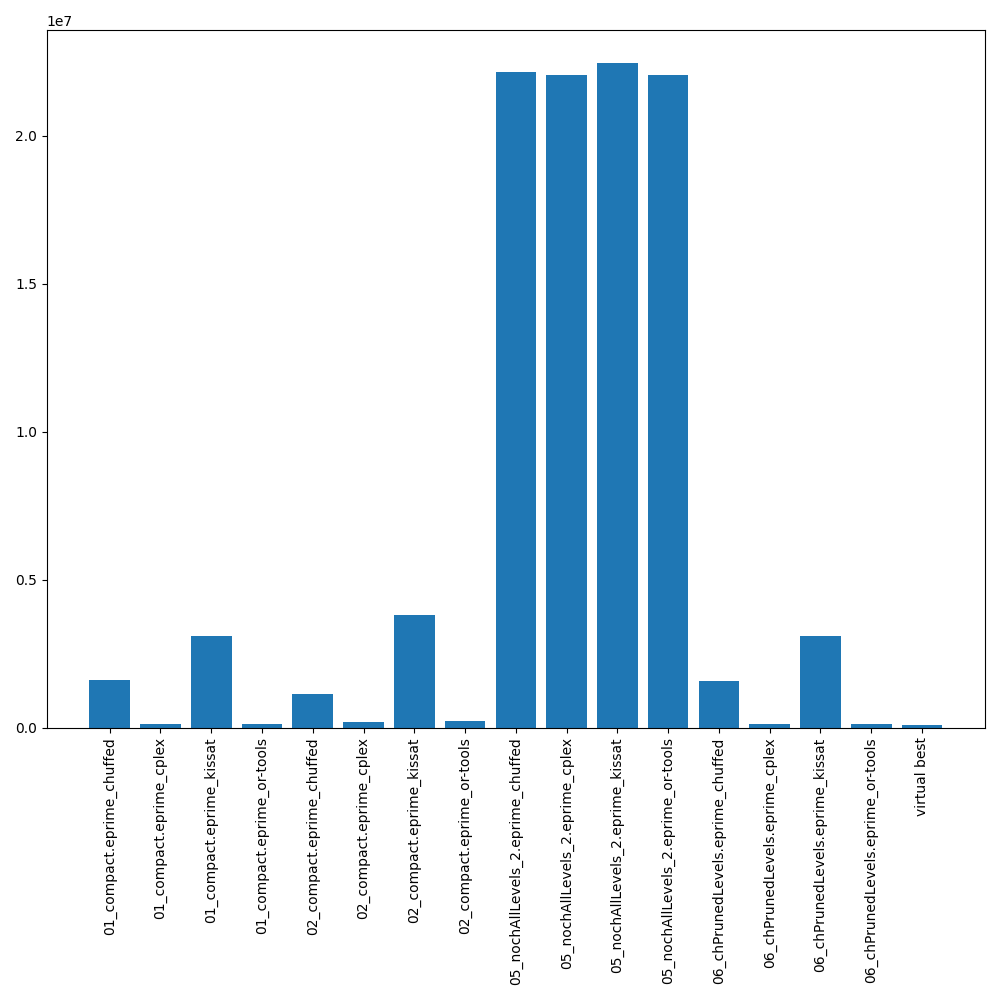 1e7
2.0
1.5
1.0
0.5
0.0
01_compact.eprime_chuffed
01_compact.eprime_cplex
01_compact.eprime_kissat
01_compact.eprime_or-tools
02_compact.eprime_chuffed
02_compact.eprime_cplex
02_compact.eprime_kissat
02_compact.eprime_or-tools
05_nochAllLevels_2.eprime_chuffed
05_nochAllLevels_2.eprime_cplex
05_nochAllLevels_2.eprime_kissat
05_nochAllLevels_2.eprime_or-tools
06_chPrunedLevels.eprime_chuffed
06_chPrunedLevels.eprime_cplex
06_chPrunedLevels.eprime_kissat
06_chPrunedLevels.eprime_or-tools
virtual best